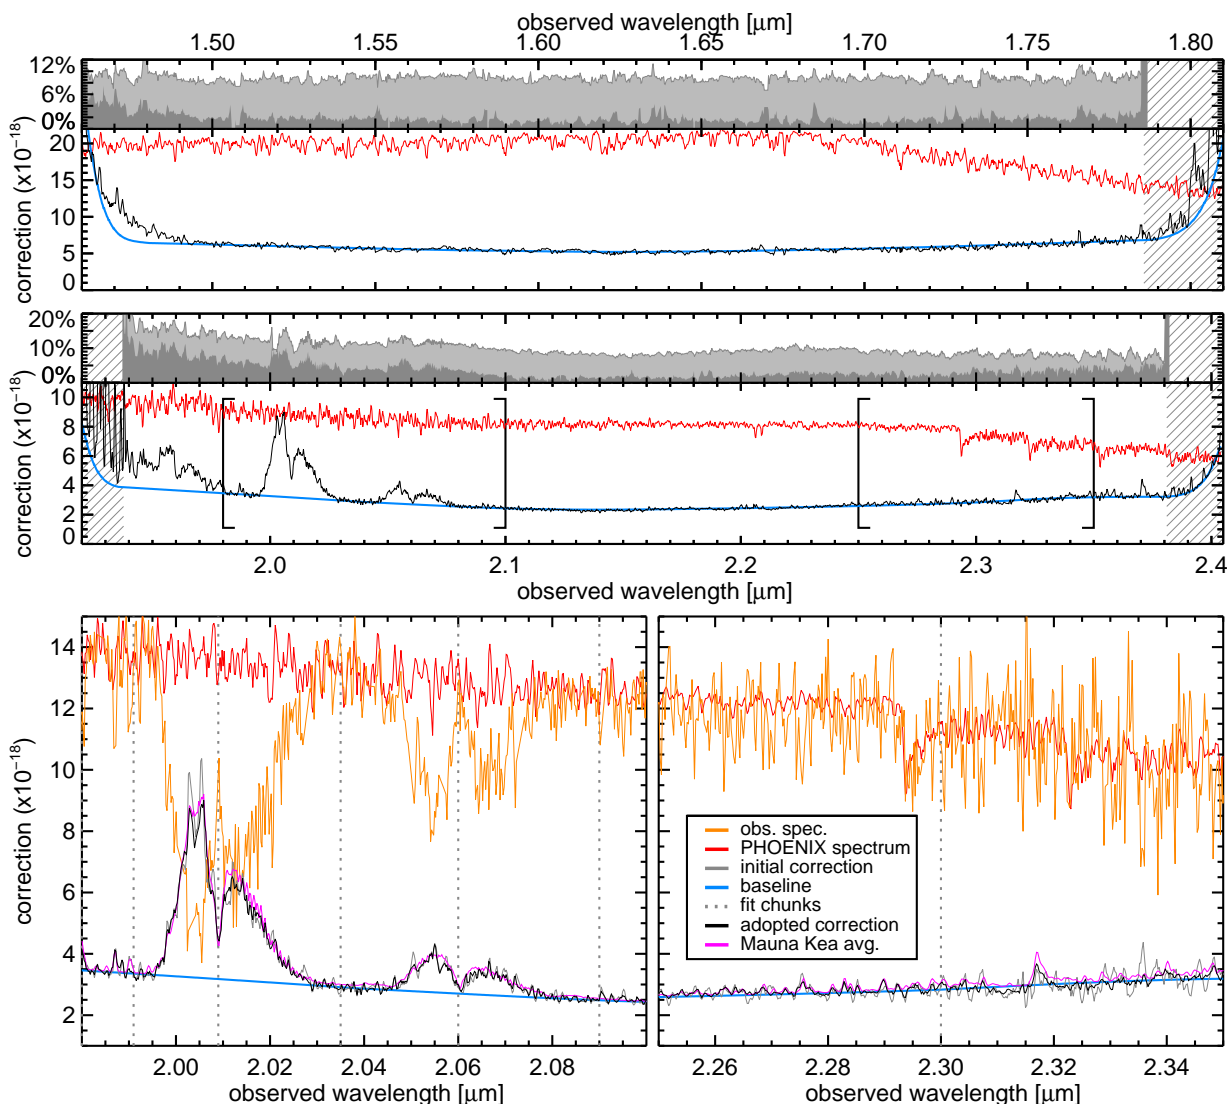 observed wavelength [μm]
1.50 1.55 1.60 1.65 1.70 1.75 1.80
12%
6%
0%
20
15
10
5
0
correction (x10⁻¹⁸)
20%
10%
0%
10
8
6
4
2
0
correction (x10⁻¹⁸)
2.0 2.1 2.2 2.3 2.4
observed wavelength [μm]
14
12
10
8
6
4
2
correction (x10⁻¹⁸)
obs. spec.
PHOENIX spectrum
initial correction
baseline
fit chunks
adopted correction
Mauna Kea avg.
2.00 2.02 2.04 2.06 2.08
2.26 2.28 2.30 2.32 2.34
observed wavelength [μm]
observed wavelength [μm]